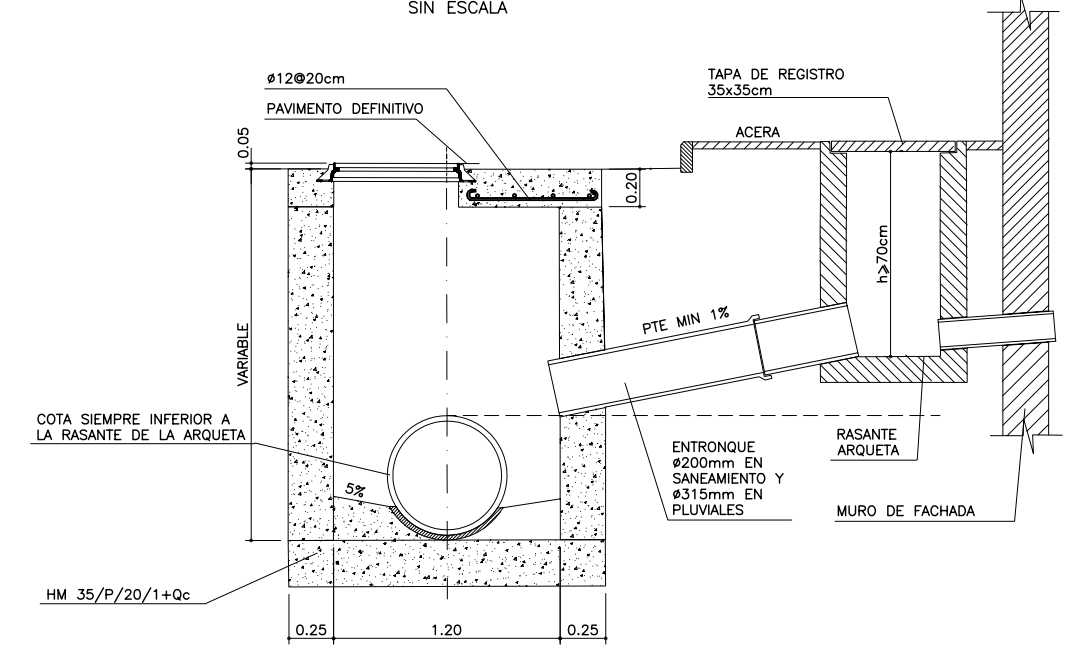 SIN ESCALA
Ø12@20cm
PAVIMENTO DEFINITIVO
0.05
TAPA DE REGISTRO
35x35cm
ACERA
0.20
h≥70cm
VARIABLE
PTE MIN 1%
COTA SIEMPRE INFERIOR A
LA RASANTE DE LA ARQUETA
5%
ENTRONQUE
Ø200mm EN
SANEAMIENTO Y
Ø315mm EN
PLUVIALES
RASANTE
ARQUETA
MURO DE FACHADA
HM 35/P/20/1+Qc
0.25
1.20
0.25